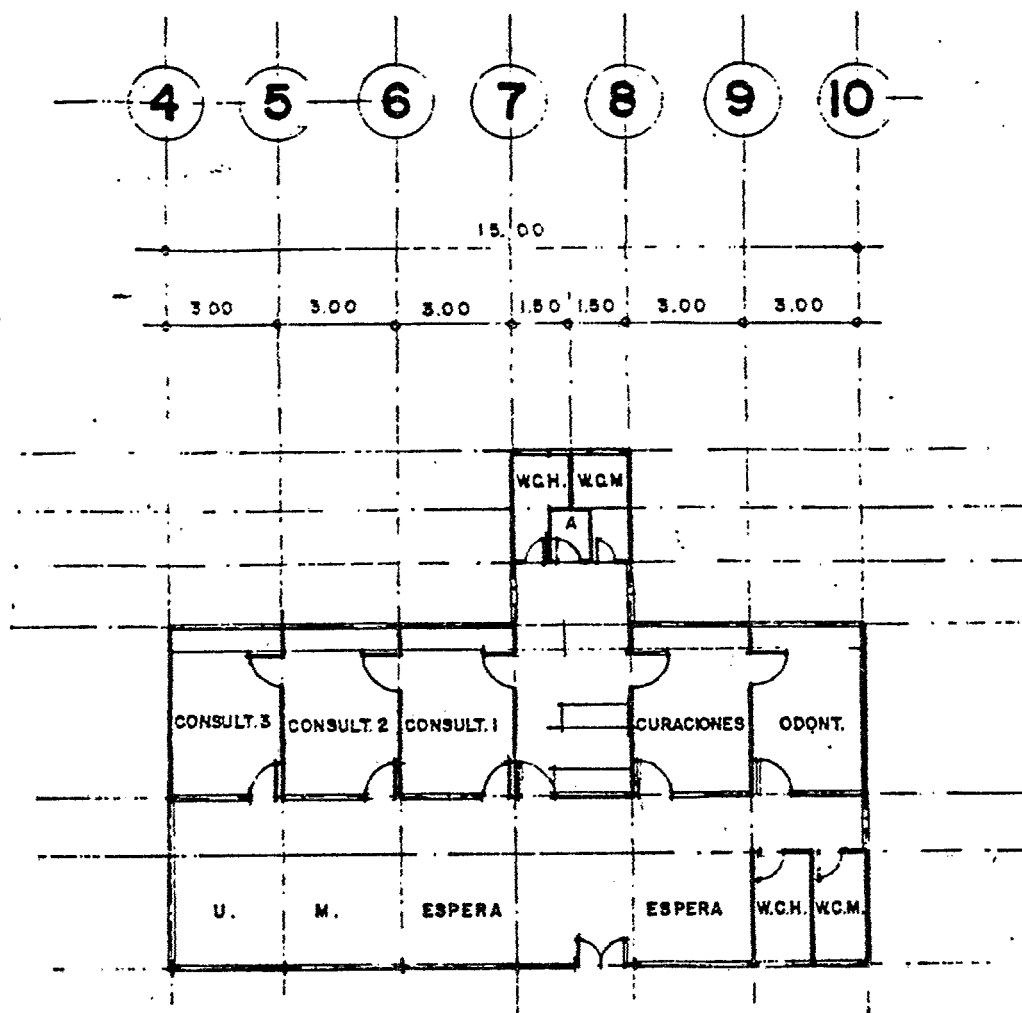 4 5 6 7 8 9 10
15.00
3.00 3.00 3.00 1.50 1.50 3.00 3.00
W.C.H. W.C.M
A
CONSULT.3 CONSULT.2 CONSULT.1 CURACIONES ODONT.
U. M. ESPERA ESPERA W.C.H. W.C.M.